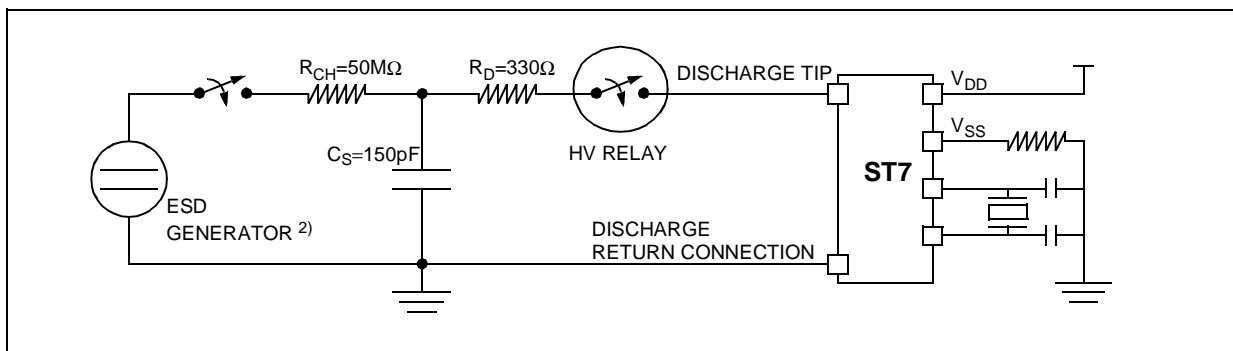 R_CH=50MΩ
R_D=330Ω
DISCHARGE TIP
V_DD
C_S=150pF
HV RELAY
V_SS
ST7
ESD
GENERATOR 2)
DISCHARGE
RETURN CONNECTION